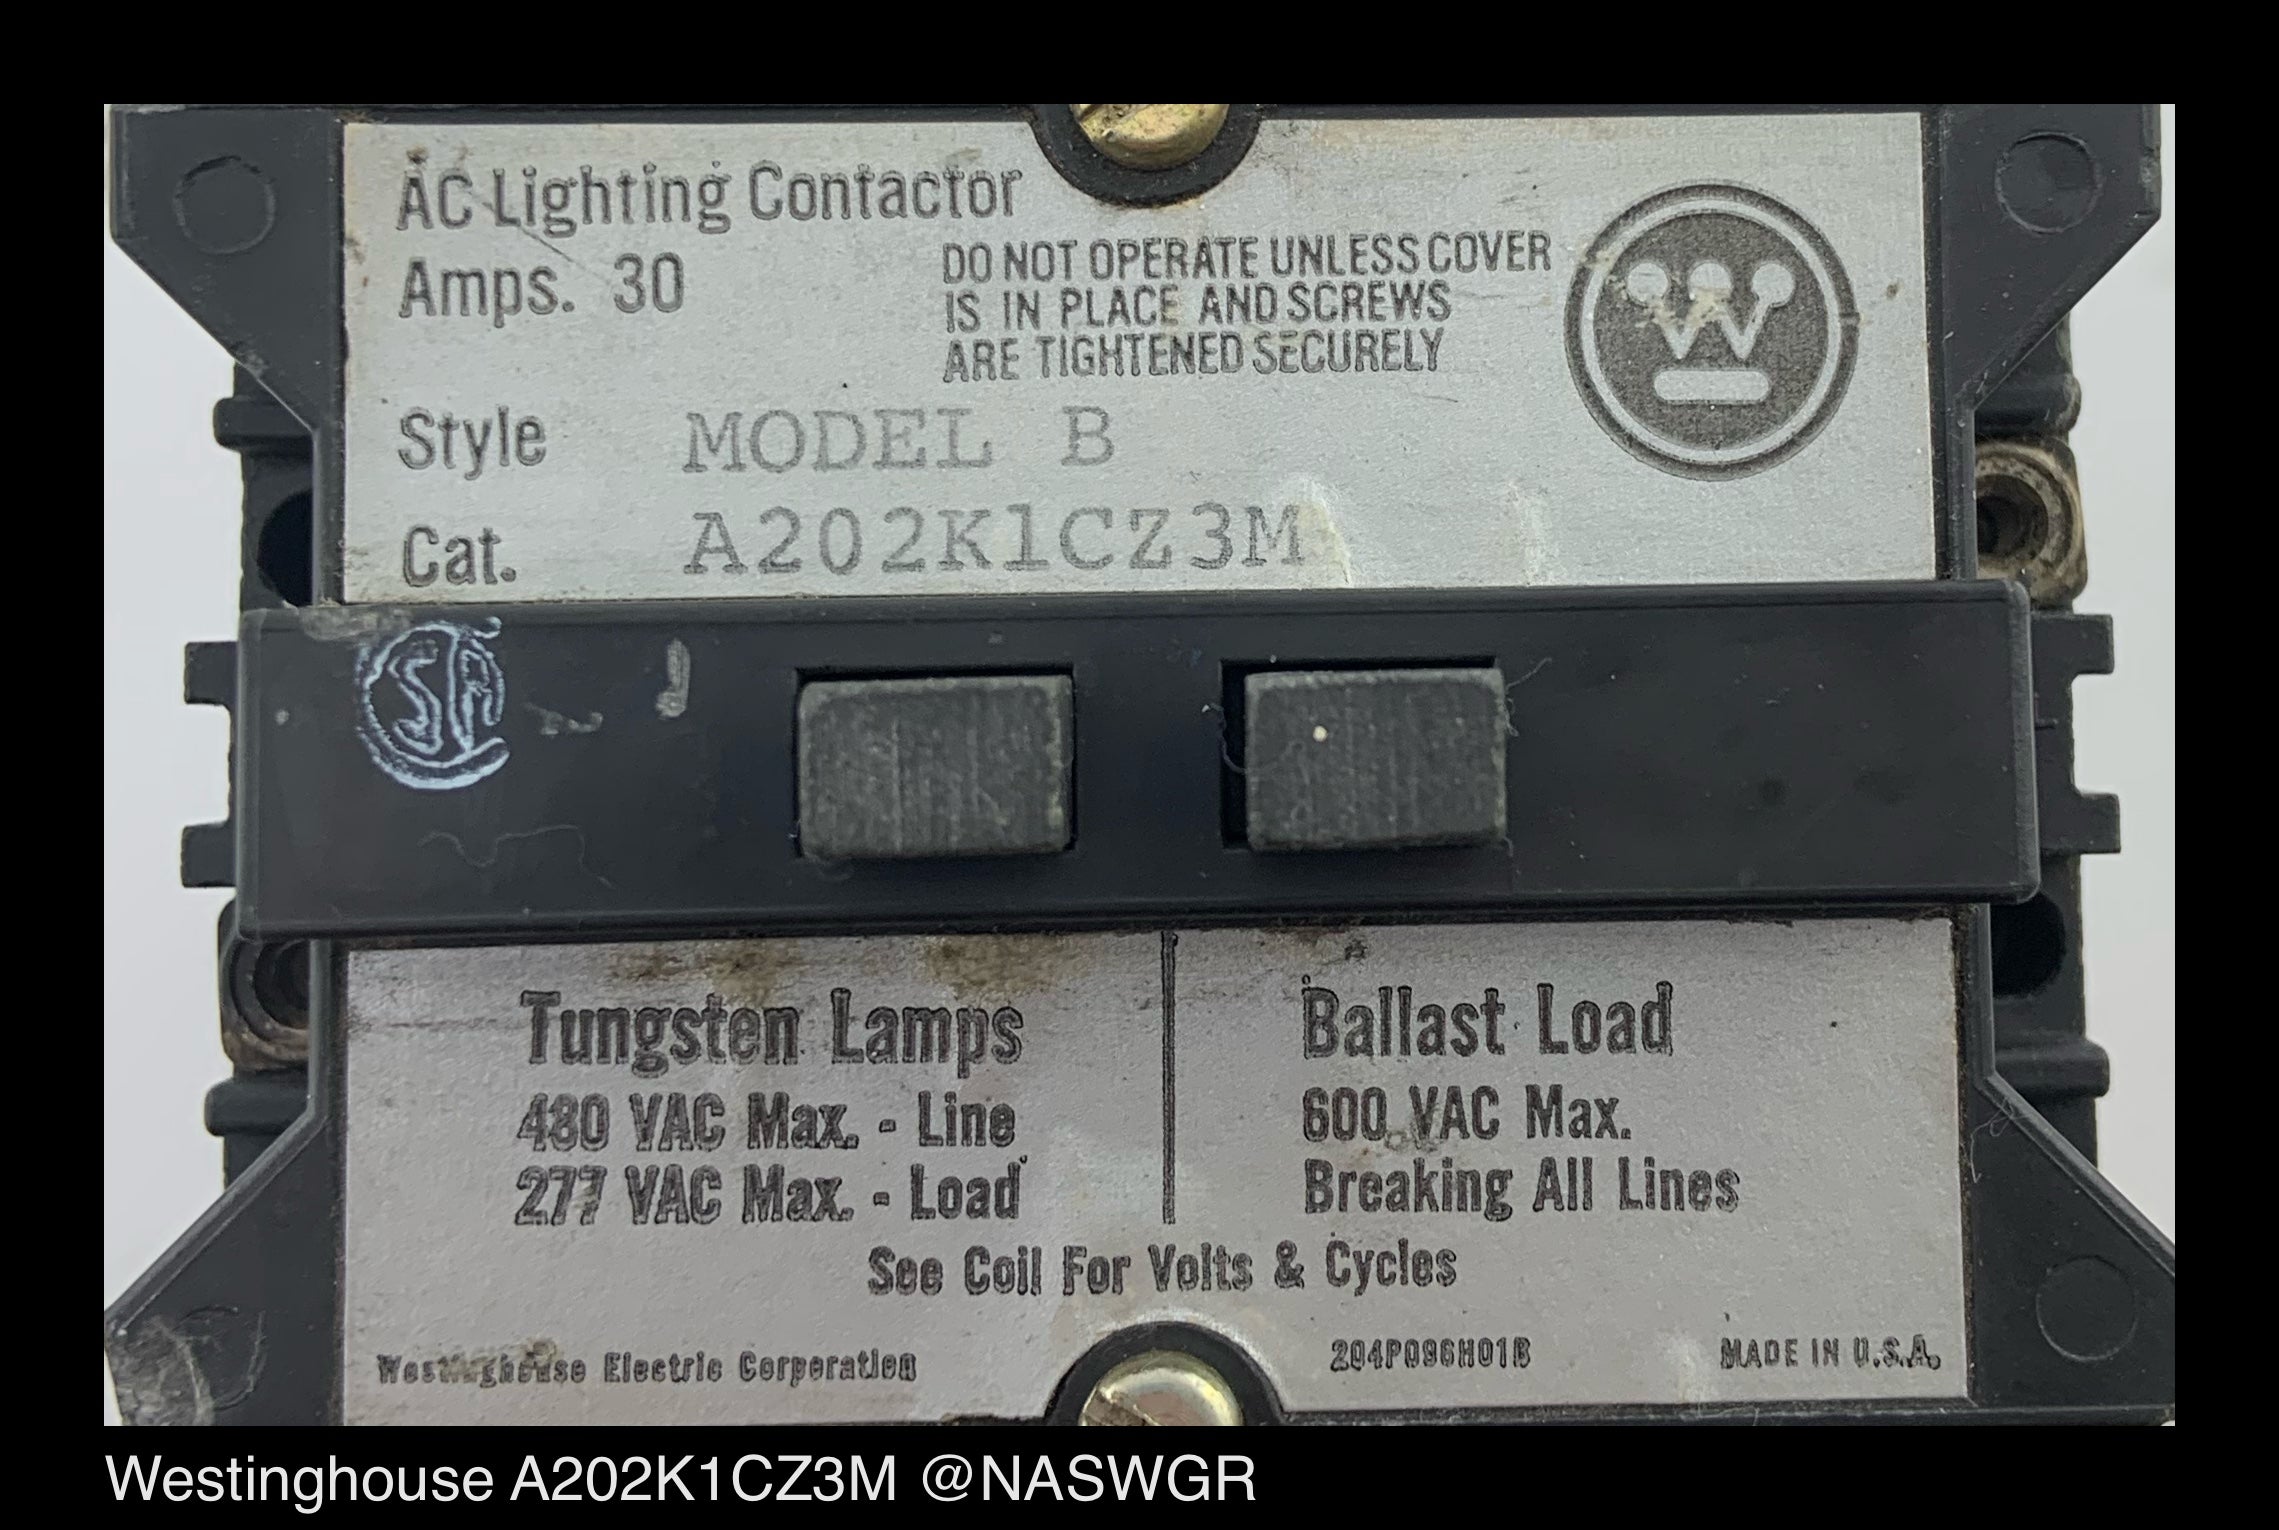 AC Lighting Contactor
Amps. 30
DO NOT OPERATE UNLESS COVER
IS IN PLACE AND SCREWS
ARE TIGHTENED SECURELY
Style MODEL B
Cat. A202K1CZ3M
Tungsten Lamps
480 VAC Max. - Line
277 VAC Max. - Load
Ballast Load
600 VAC Max.
Breaking All Lines
See Coil For Volts & Cycles
Westinghouse Electric Corporation
204P096H01B
MADE IN U.S.A.
Westinghouse A202K1CZ3M @NASWGR